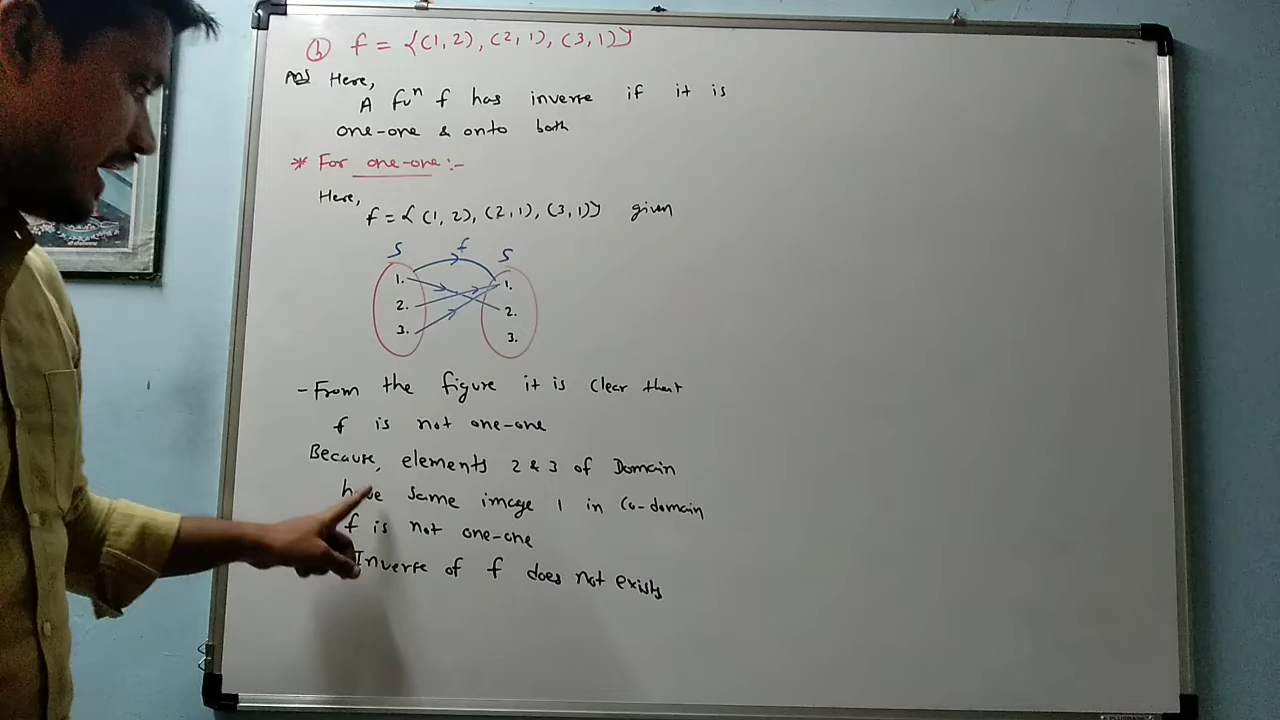 (b) f = {(1, 2), (2, 1), (3, 1)}
Ans Here,
A fuⁿ f has inverse if it is
one-one & onto both
* For one-one :-
Here,
f = { (1, 2), (2, 1), (3, 1)} given
S f S
1. 1.
2. 2.
3. 3.
- From the figure it is clear that
f is not one-one
Because, elements 2 & 3 of Domain
have same image 1 in Co-domain
f is not one-one
Inverse of f does not exists